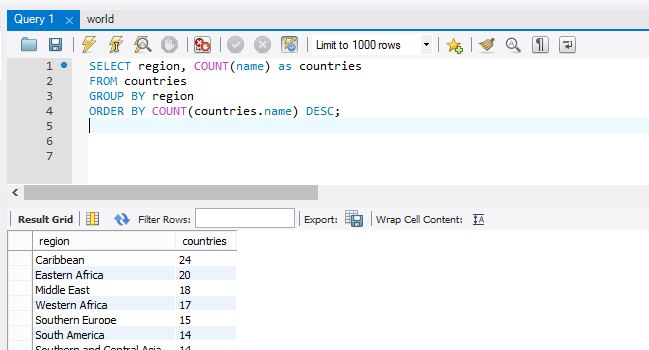 Query 1 × world
Limit to 1000 rows
1 SELECT region, COUNT(name) as countries
2 FROM countries
3 GROUP BY region
4 ORDER BY COUNT(countries.name) DESC;
5
6
7
Result Grid Filter Rows: Export: Wrap Cell Content: IA
region countries
Caribbean 24
Eastern Africa 20
Middle East 18
Western Africa 17
Southern Europe 15
South America 14
Southern and Central Asia 14